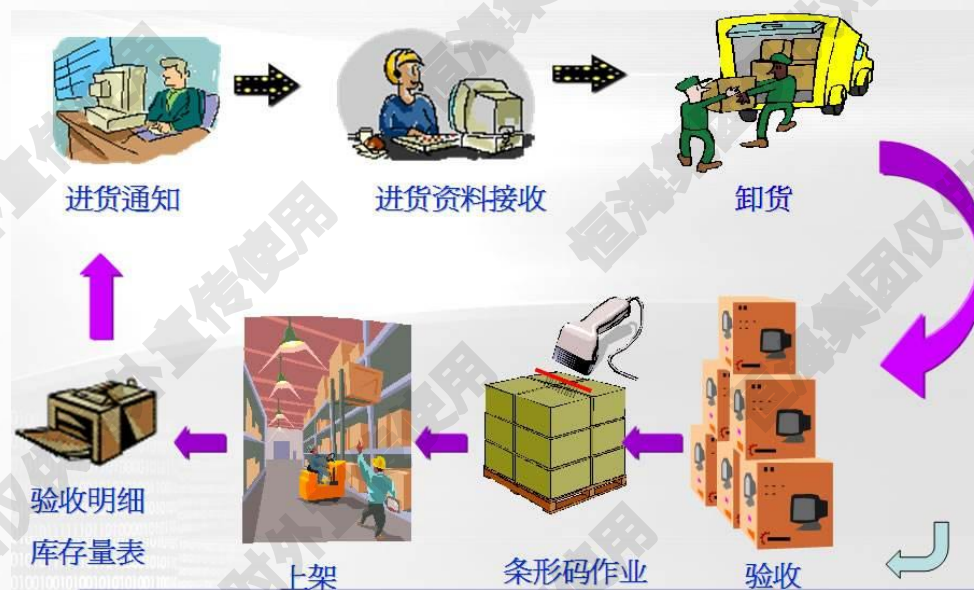 进货通知
进货资料接收
卸货
验收明细
库存量表
上架
条形码作业
验收